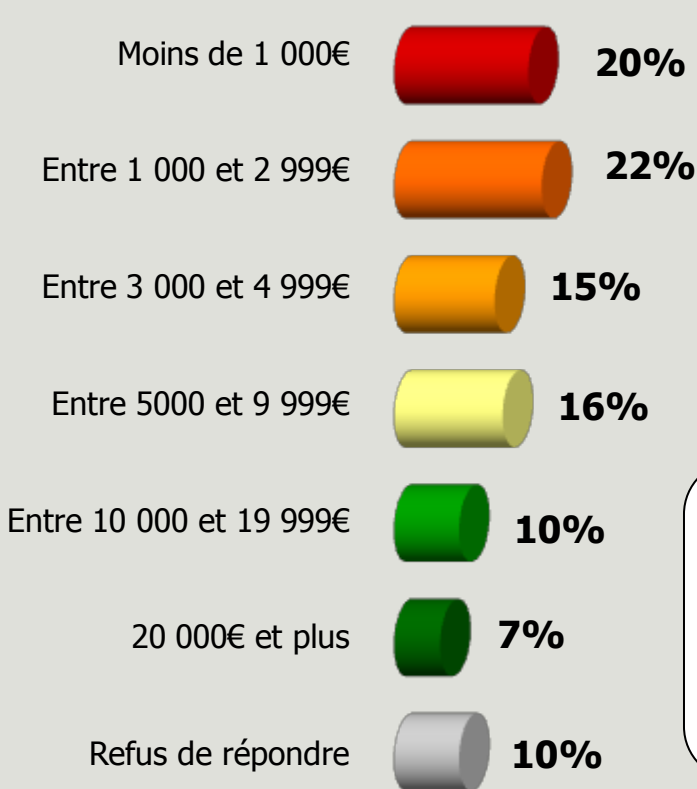 Moins de 1 000€ 20%
Entre 1 000 et 2 999€ 22%
Entre 3 000 et 4 999€ 15%
Entre 5000 et 9 999€ 16%
Entre 10 000 et 19 999€ 10%
20 000€ et plus 7%
Refus de répondre 10%